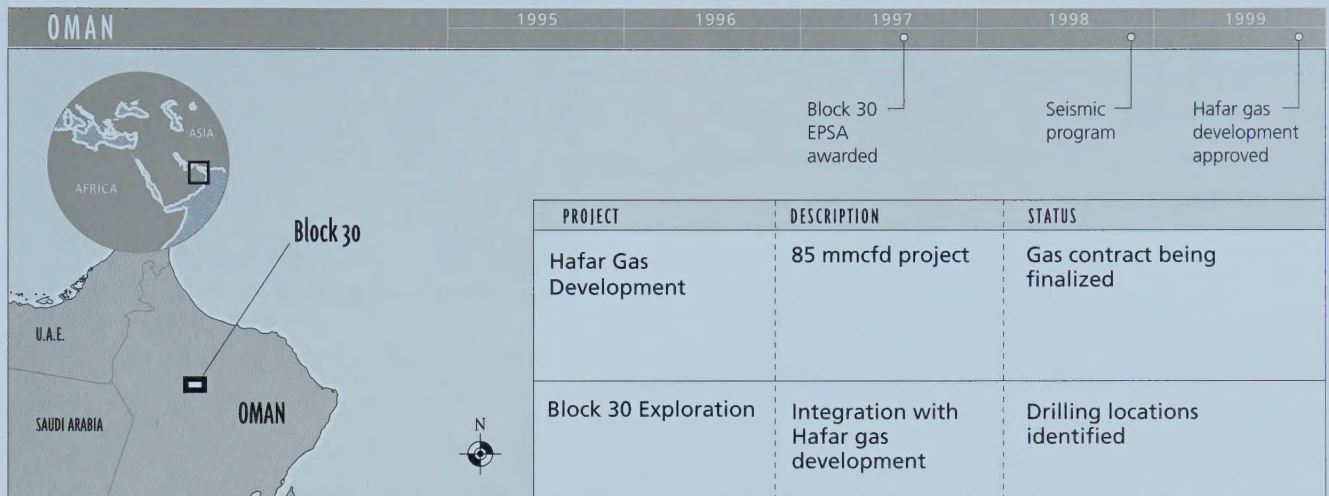 OMAN
1995 1996 1997 1998 1999
Block 30
EPSA
awarded
Seismic
program
Hafar gas
development
approved
ASIA
AFRICA
Block 30
U.A.E.
SAUDI ARABIA
OMAN
N
PROJECT DESCRIPTION STATUS
Hafar Gas
Development
85 mmcfd project
Gas contract being
finalized
Block 30 Exploration
Integration with
Hafar gas
development
Drilling locations
identified